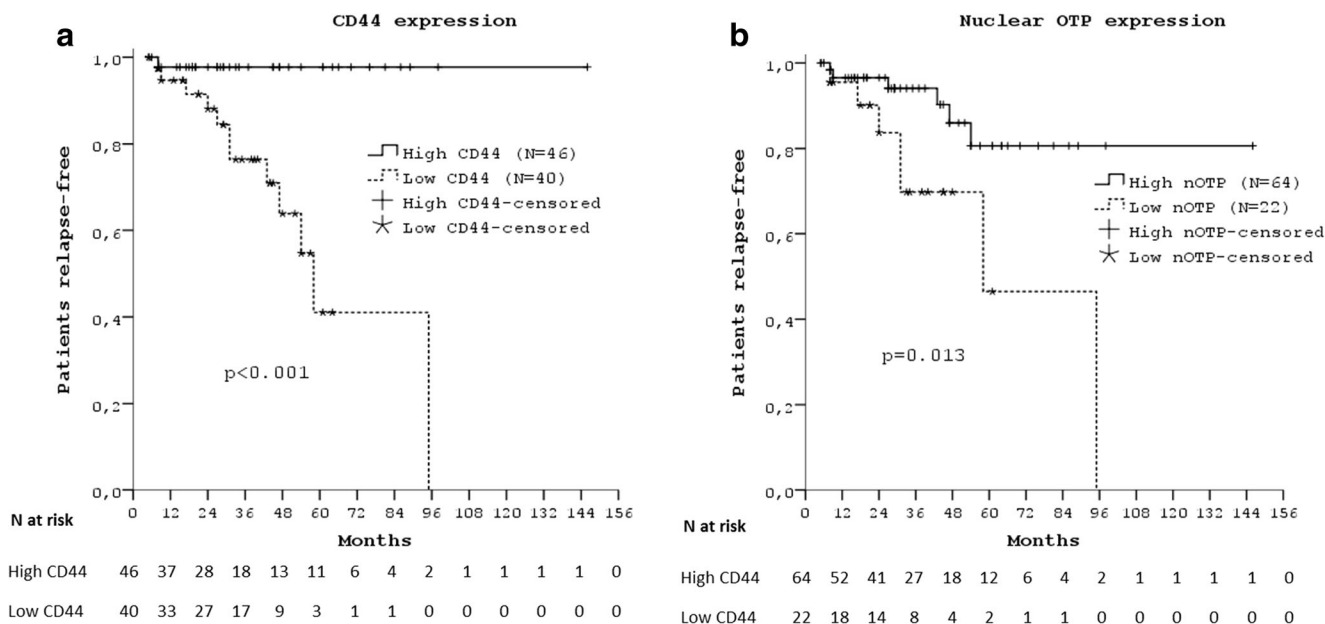 a
CD44 expression
Patients relapse-free
1,0
0,8
0,6
0,4
0,2
0,0
High CD44 (N=46)
Low CD44 (N=40)
High CD44-censored
Low CD44-censored
p<0.001
0 12 24 36 48 60 72 84 96 108 120 132 144 156
Months
N at risk
High CD44 46 37 28 18 13 11 6 4 2 1 1 1 1 0
Low CD44 40 33 27 17 9 3 1 1 0 0 0 0 0 0
b
Nuclear OTP expression
Patients relapse-free
1,0
0,8
0,6
0,4
0,2
0,0
High nOTP (N=64)
Low nOTP (N=22)
High nOTP-censored
Low nOTP-censored
p=0.013
0 12 24 36 48 60 72 84 96 108 120 132 144 156
Months
N at risk
High CD44 64 52 41 27 18 12 6 4 2 1 1 1 1 0
Low CD44 22 18 14 8 4 2 1 1 0 0 0 0 0 0